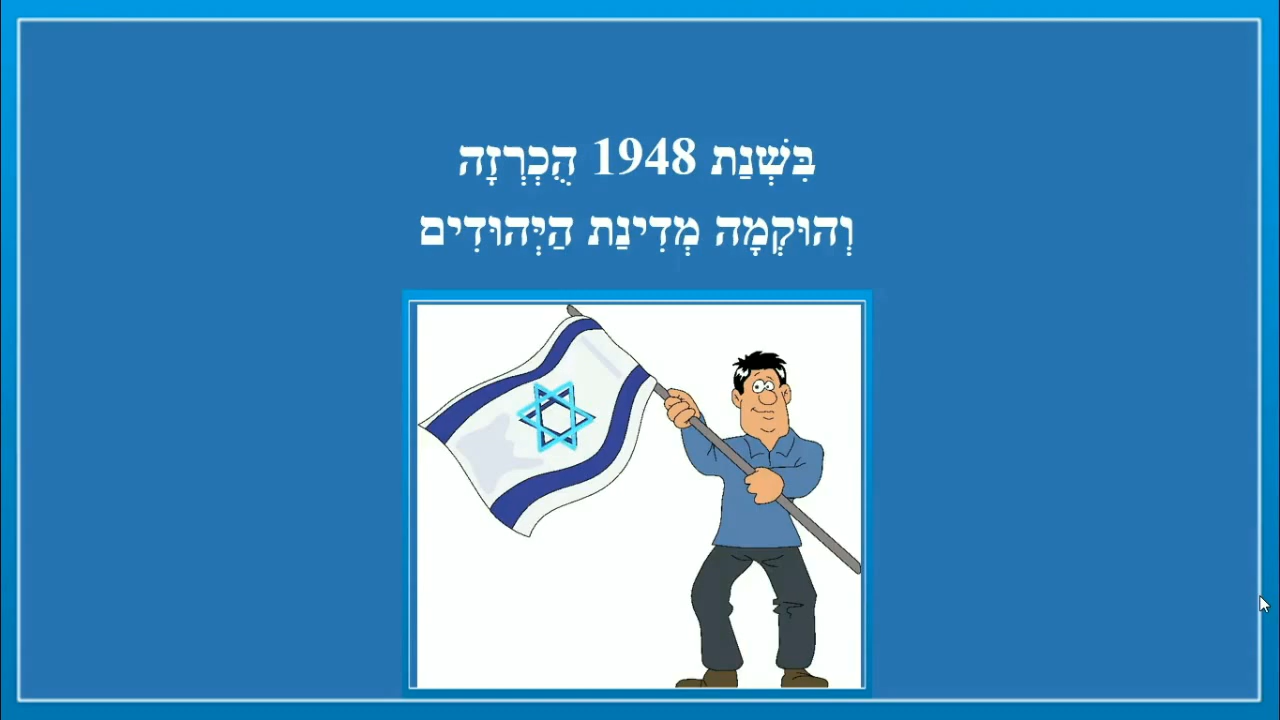 בִּשְׁנַת 1948 הֻכְרְזָה
וְהוּקְמָה מְדִינַת הַיְּהוּדִים